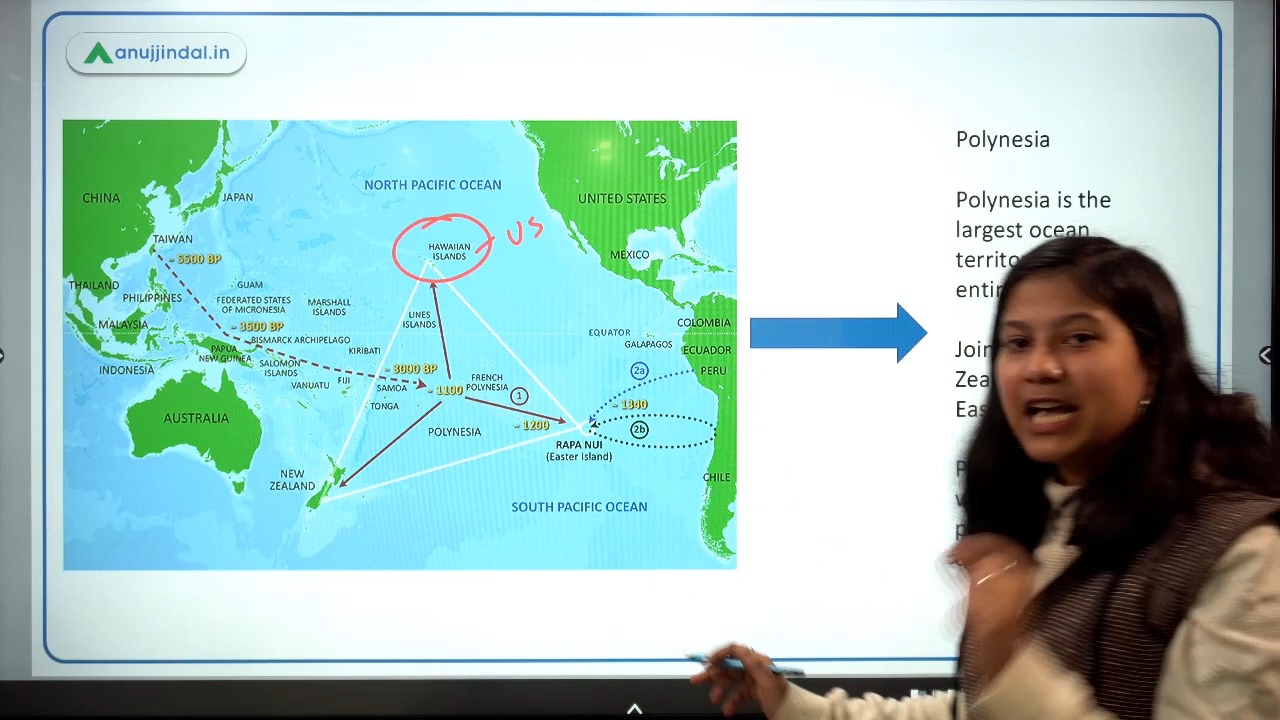 anujjindal.in
NORTH PACIFIC OCEAN
UNITED STATES
CHINA
JAPAN
HAWAIIAN
ISLANDS
US
TAIWAN
~ 5500 BP
MEXICO
THAILAND
PHILIPPINES
GUAM
FEDERATED STATES
OF MICRONESIA
MARSHALL
ISLANDS
LINES
ISLANDS
MALAYSIA
~ 3500 BP
BISMARCK ARCHIPELAGO
EQUATOR
GALAPAGOS
COLOMBIA
ECUADOR
PAPUA
NEW GUINEA
KIRIBATI
INDONESIA
SALOMON
ISLANDS
VANUATU
FIJI
~ 3000 BP
SAMOA
~ 1100
FRENCH
POLYNESIA
1
2a
PERU
TONGA
~ 1340
AUSTRALIA
POLYNESIA
~ 1200
2b
RAPA NUI
(Easter Island)
NEW
ZEALAND
CHILE
SOUTH PACIFIC OCEAN
Polynesia
Polynesia is the
largest ocean